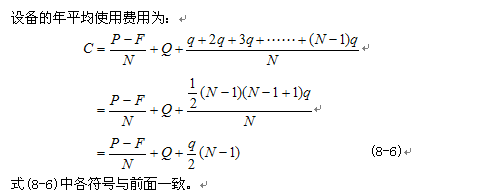 设备的年平均使用费用为：
C = \frac{P-F}{N} + Q + \frac{q+2q+3q+\cdots\cdots+(N-1)q}{N}
= \frac{P-F}{N} + Q + \frac{\frac{1}{2}(N-1)(N-1+1)q}{N}
= \frac{P-F}{N} + Q + \frac{q}{2}(N-1) (8-6)
式(8-6)中各符号与前面一致。